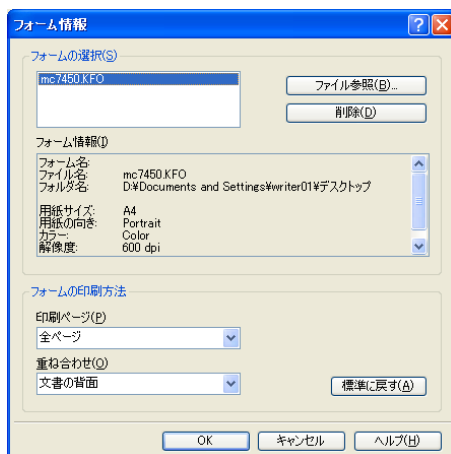 フォーム情報
フォームの選択(S)
mc7450.KFO
ファイル参照(B)...
削除(D)
フォーム情報(I)
フォーム名:
ファイル名: mc7450.KFO
フォルダ名: D:¥Documents and Settings¥writer01¥デスクトップ
用紙サイズ: A4
用紙の向き: Portrait
カラー: Color
解像度: 600 dpi
フォームの印刷方法
印刷ページ(P)
全ページ
重ね合わせ(O)
文書の背面
標準に戻す(A)
OK
キャンセル
ヘルプ(H)